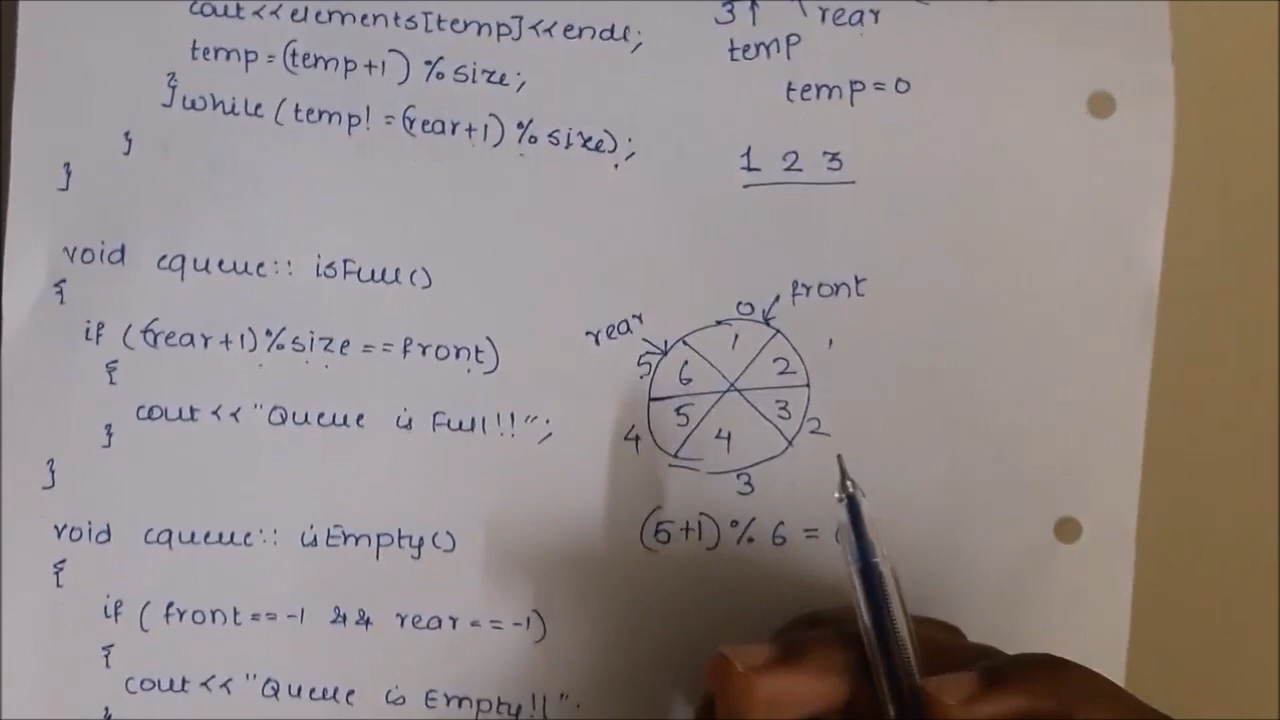 cout<<elements[temp]<<endl;
temp=(temp+1) % size;
}while(temp!=(rear+1) % size);
}
}
3↑ \ rear
temp
temp=0
1 2 3
void cqueue:: isFull()
{
if ((rear+1)%size==front)
{
cout<<"Queue is Full!!";
}
}
void cqueue:: isEmpty()
{
if( front==-1 && rear==-1)
{
cout<<"Queue is Empty!!"
}
front
rear
0
1
2
3
4
5
1
2
3
4
5
6
(5+1) % 6 =